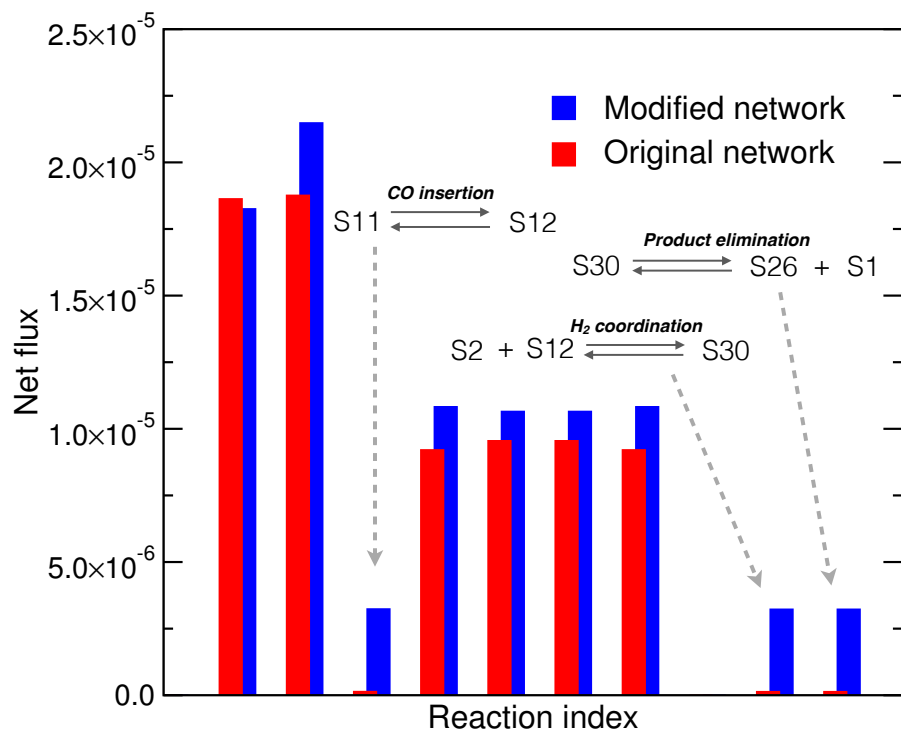 2.5×10⁻⁵
Modified network
Original network
2.0×10⁻⁵
CO insertion
S11 S12
Product elimination
S30 S26 + S1
1.5×10⁻⁵
H₂ coordination
S2 + S12 S30
Net flux
1.0×10⁻⁵
5.0×10⁻⁶
0.0
Reaction index